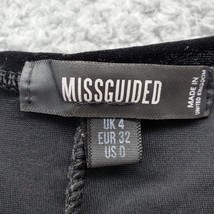 MISSGUIDED
MADE IN
UNITED KINGDOM
UK 4
EUR 32
US 0